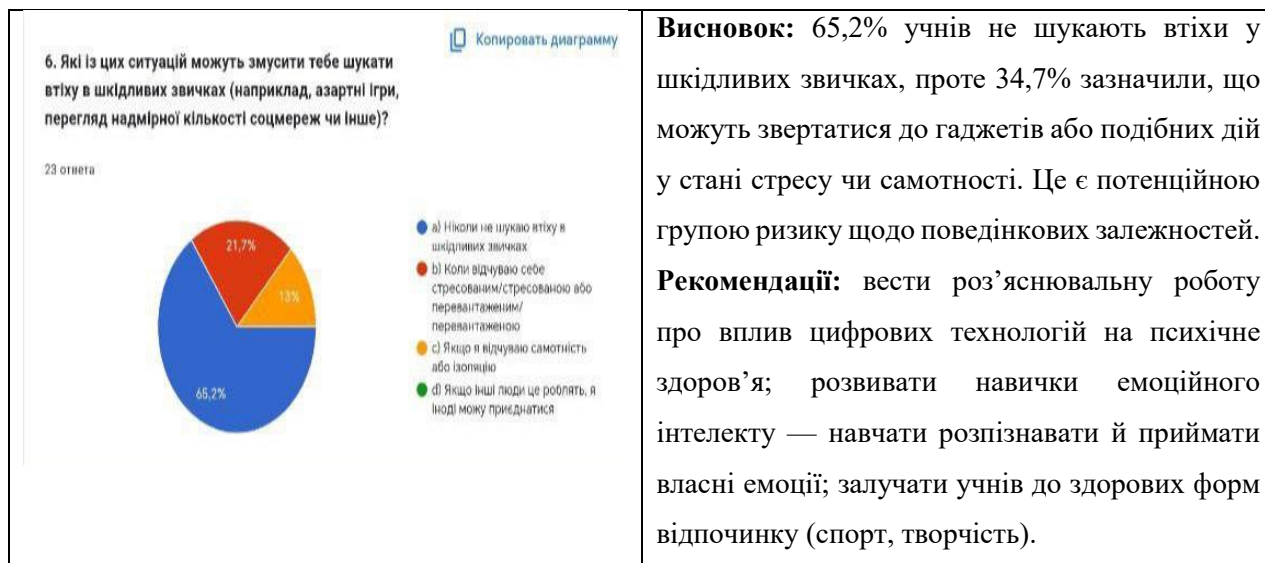 Копировать диаграмму
6. Які із цих ситуацій можуть змусити тебе шукати
втіху в шкідливих звичках (наприклад, азартні ігри,
перегляд надмірної кількості соцмереж чи інше)?
23 ответа
21,7%
13%
65,2%
a) Ніколи не шукаю втіху в
шкідливих звичках
b) Коли відчуваю себе
стресованим/стресованою або
перевантаженим/
перевантаженою
c) Якщо я відчуваю самотність
або ізоляцію
d) Якщо інші люди це роблять, я
іноді можу приєднатися
Висновок: 65,2% учнів не шукають втіхи у
шкідливих звичках, проте 34,7% зазначили, що
можуть звертатися до гаджетів або подібних дій
у стані стресу чи самотності. Це є потенційною
групою ризику щодо поведінкових залежностей.
Рекомендації: вести роз’яснювальну роботу
про вплив цифрових технологій на психічне
здоров’я; розвивати навички емоційного
інтелекту — навчати розпізнавати й приймати
власні емоції; залучати учнів до здорових форм
відпочинку (спорт, творчість).